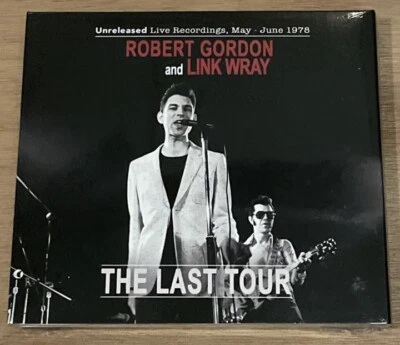 Unreleased Live Recordings, May - June 1978
ROBERT GORDON
and LINK WRAY
THE LAST TOUR